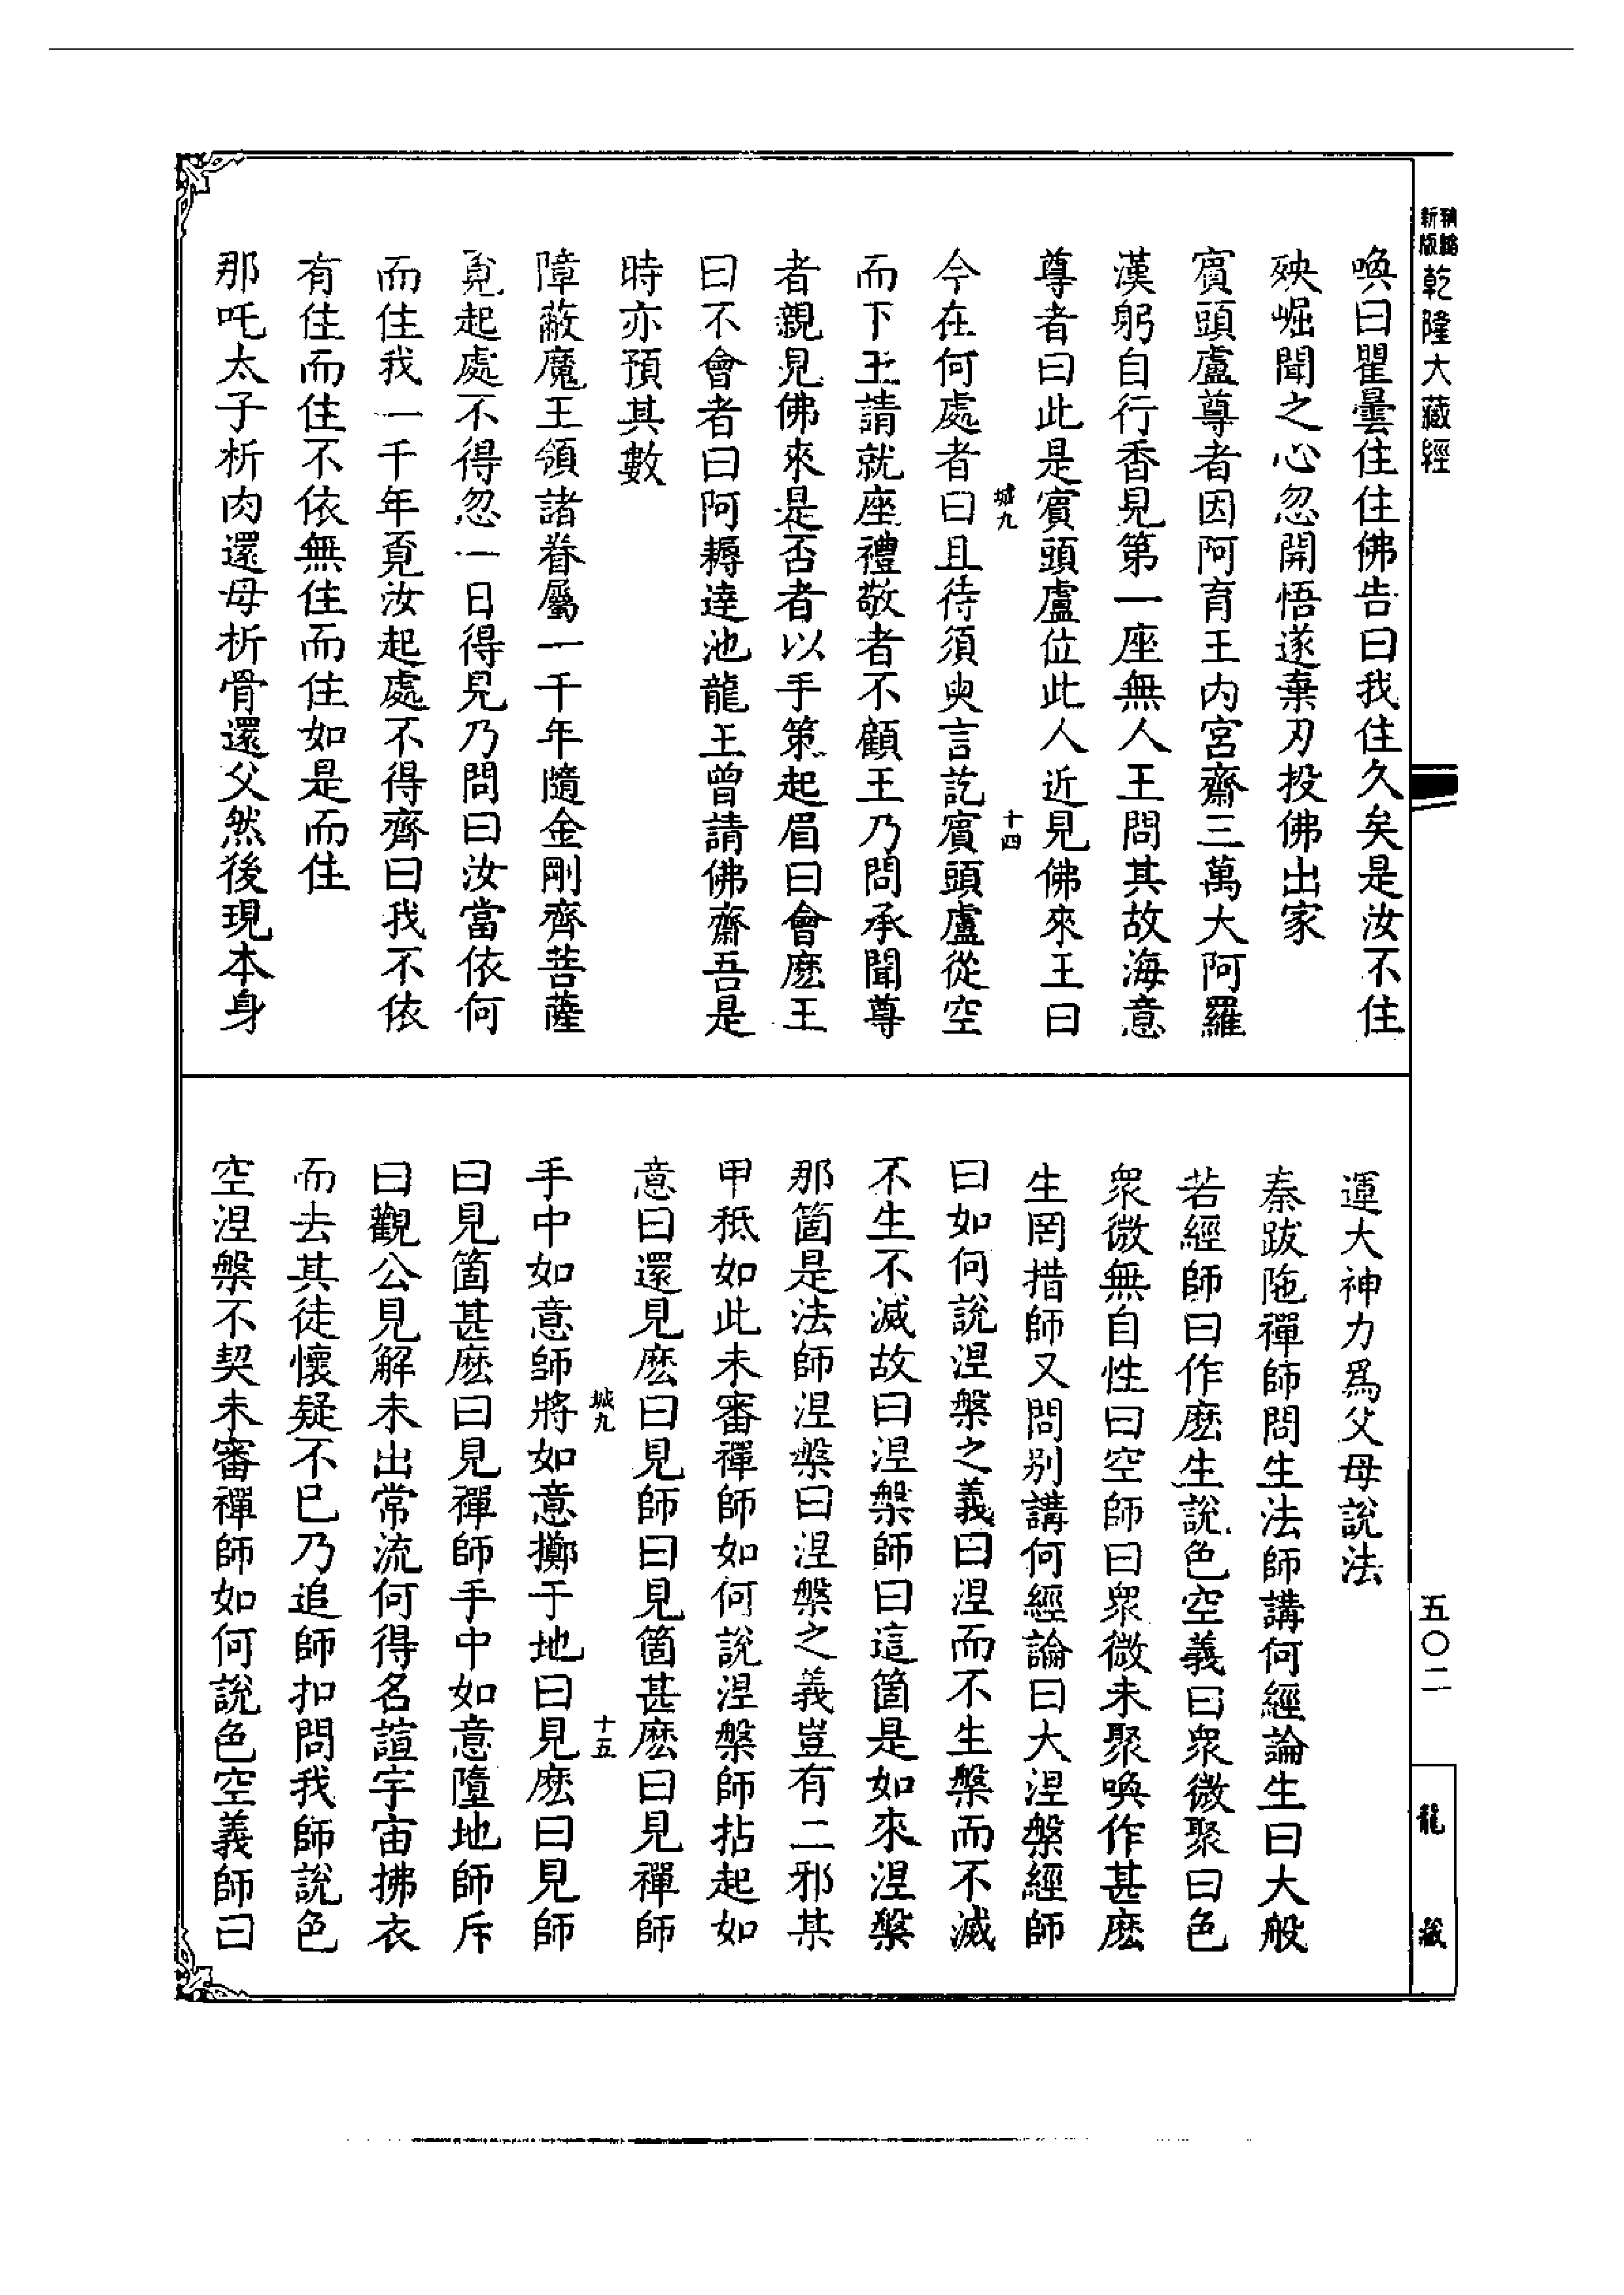 新版
乾隆大藏經
喚曰瞿曇住住佛告曰我住久矣是汝不住
殃崛聞之心忽開悟遂棄刃投佛出家
賓頭盧尊者因阿育王內宮齋三萬大阿羅
漢躬自行香見第一座無人王問其故海意
尊者曰此是賓頭盧位此人近見佛來王曰
城九
十四
今在何處者曰且待須臾言訖賓頭盧從空
而下王請就座禮敬者不顧王乃問承聞尊
者親見佛來是否者以手策起眉曰會麽王
曰不會者曰阿耨達池龍王曾請佛齋吾是
時亦預其數
障蔽魔王領諸眷屬一千年隨金剛齊菩薩
覓起處不得忽一日得見乃問曰汝當依何
而住我一千年覓汝起處不得齊曰我不依
有住而住不依無住而住如是而住
那吒太子析肉還母析骨還父然後現本身
運大神力爲父母說法
秦跋陁禪師問生法師講何經論生曰大般
若經師曰作麽生說色空義曰衆微聚曰色
衆微無自性曰空師曰衆微未聚喚作甚麽
生罔措師又問别講何經論曰大涅槃經師
曰如何說涅槃之義曰涅而不生槃而不滅
不生不滅故曰涅槃師曰這箇是如來涅槃
那箇是法師涅槃曰涅槃之義豈有二邪某
甲秪如此未審禪師如何說涅槃師拈起如
意曰還見麽曰見師曰見箇甚麽曰見禪師
城九
十五
手中如意師將如意擲于地曰見麽曰見師
曰見箇甚麽曰見禪師手中如意墮地師斥
曰觀公見解未出常流何得名諠宇宙拂衣
而去其徒懷疑不已乃追師扣問我師說色
空涅槃不契未審禪師如何說色空義師曰
五〇二
龍藏